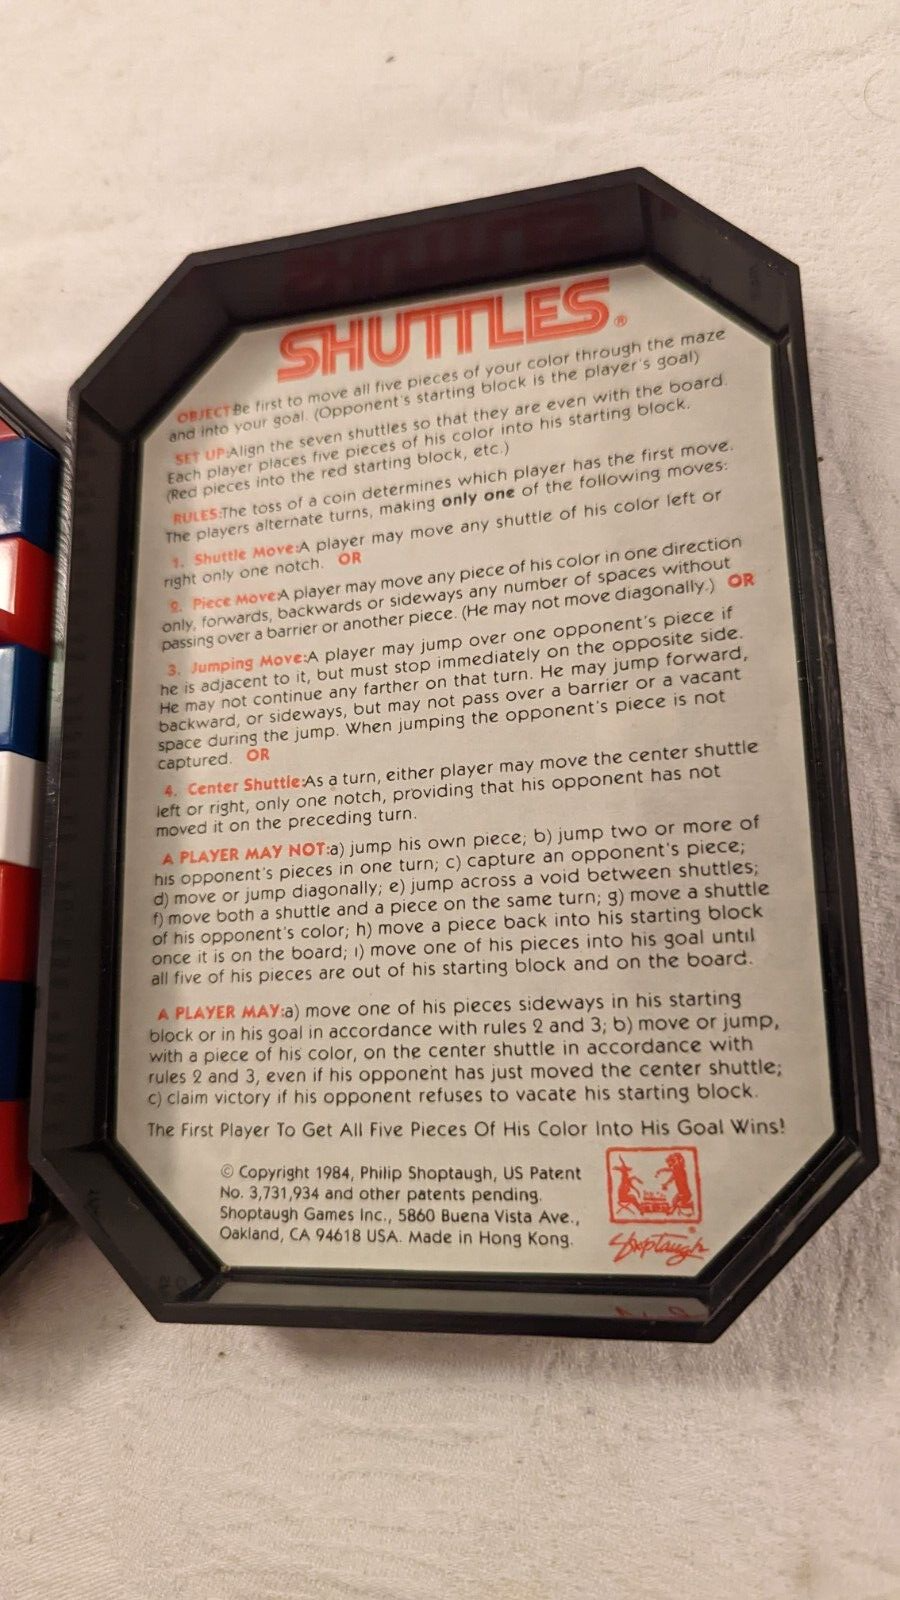 SHUTTLES®
OBJECT:Be first to move all five pieces of your color through the maze
and into your goal. (Opponent's starting block is the player's goal)
SET UP:Align the seven shuttles so that they are even with the board.
Each player places five pieces of his color into his starting block.
(Red pieces into the red starting block, etc.)
RULES:The toss of a coin determines which player has the first move.
The players alternate turns, making only one of the following moves:
1. Shuttle Move:A player may move any shuttle of his color left or
right only one notch. OR
2. Piece Move:A player may move any piece of his color in one direction
only, forwards, backwards or sideways any number of spaces without
passing over a barrier or another piece. (He may not move diagonally.) OR
3. Jumping Move:A player may jump over one opponent's piece if
he is adjacent to it, but must stop immediately on the opposite side.
He may not continue any farther on that turn. He may jump forward,
backward, or sideways, but may not pass over a barrier or a vacant
space during the jump. When jumping the opponent's piece is not
captured. OR
4. Center Shuttle:As a turn, either player may move the center shuttle
left or right, only one notch, providing that his opponent has not
moved it on the preceding turn.
A PLAYER MAY NOT:a) jump his own piece; b) jump two or more of
his opponent's pieces in one turn; c) capture an opponent's piece;
d) move or jump diagonally; e) jump across a void between shuttles;
f) move both a shuttle and a piece on the same turn; g) move a shuttle
of his opponent's color; h) move a piece back into his starting block
once it is on the board; i) move one of his pieces into his goal until
all five of his pieces are out of his starting block and on the board.
A PLAYER MAY:a) move one of his pieces sideways in his starting
block or in his goal in accordance with rules 2 and 3; b) move or jump,
with a piece of his color, on the center shuttle in accordance with
rules 2 and 3, even if his opponent has just moved the center shuttle;
c) claim victory if his opponent refuses to vacate his starting block.
The First Player To Get All Five Pieces Of His Color Into His Goal Wins!
© Copyright 1984, Philip Shoptaugh, US Patent
No. 3,731,934 and other patents pending.
Shoptaugh Games Inc., 5860 Buena Vista Ave.,
Oakland, CA 94618 USA. Made in Hong Kong.
Shoptaugh®